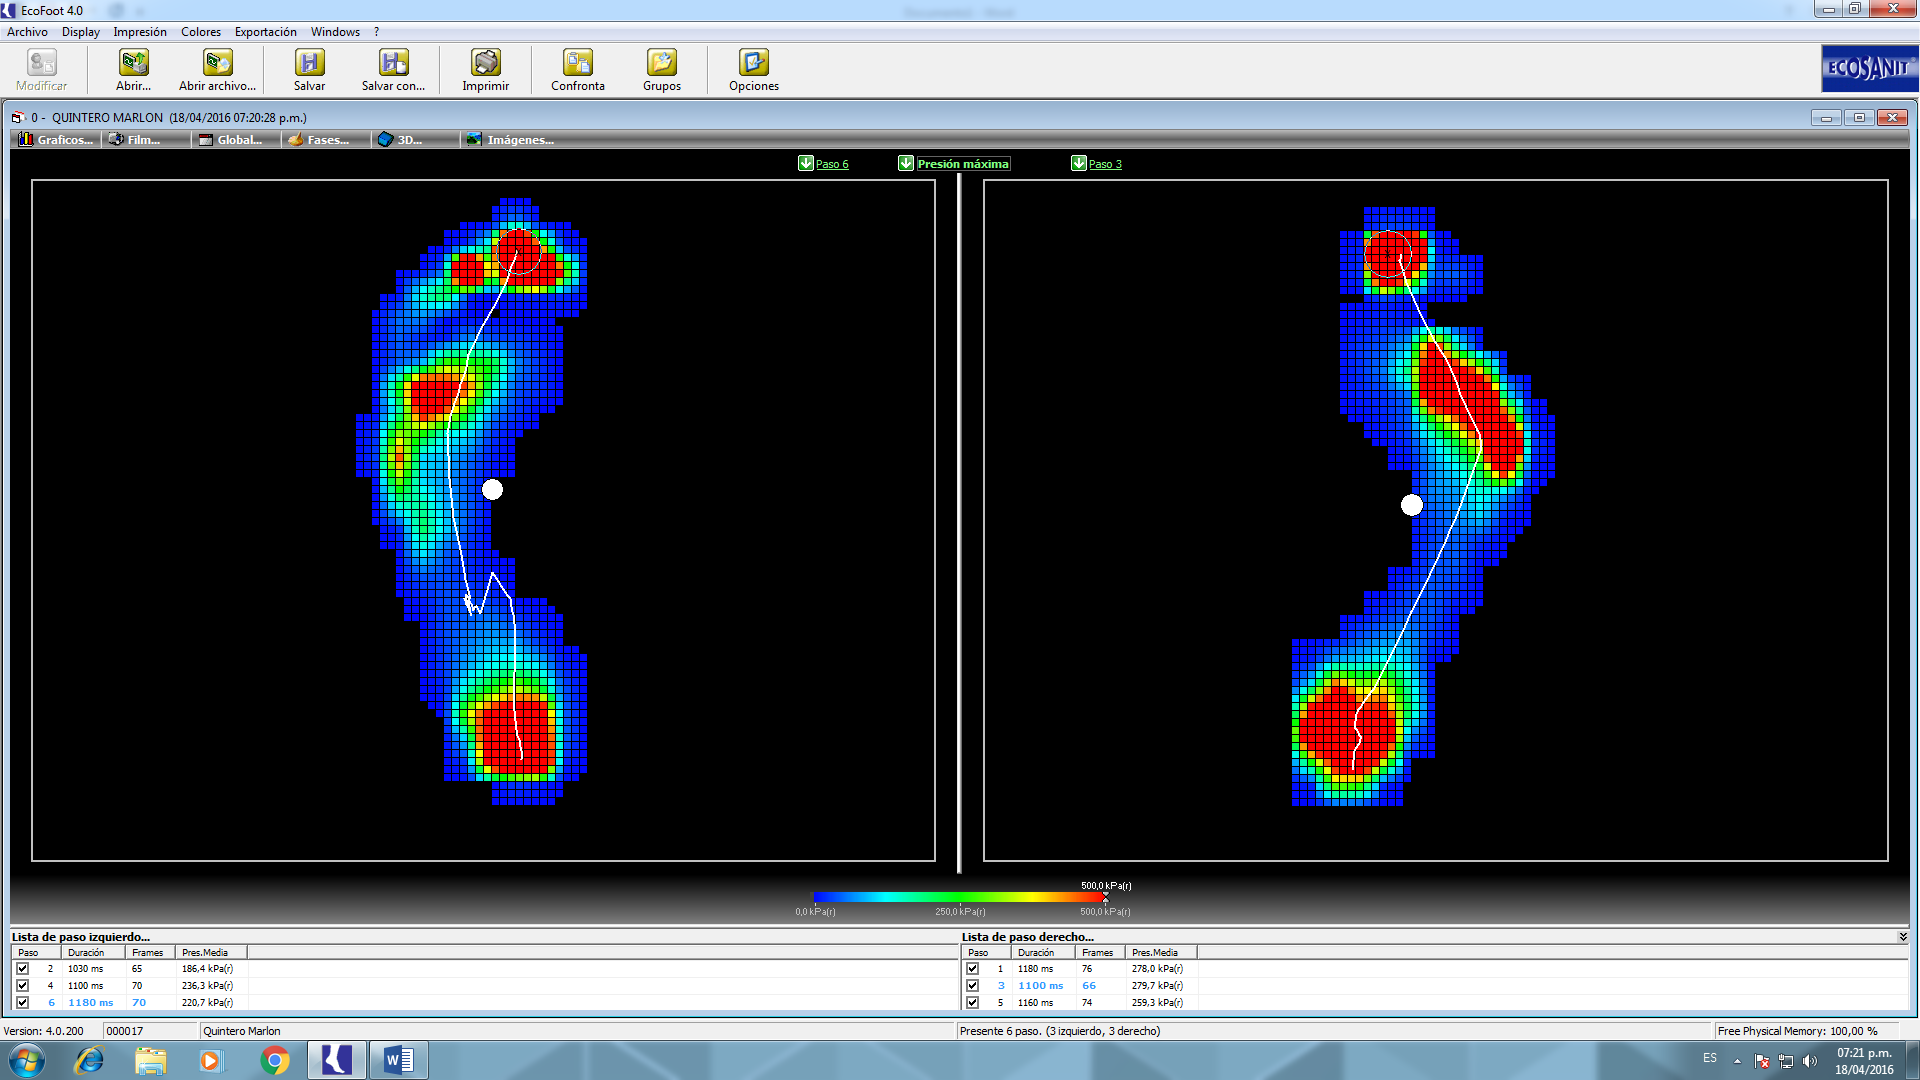 EcoFoot 4.0
Archivo Display Impresión Colores Exportación Windows ?
Modificar Abrir... Abrir archivo... Salvar Salvar con... Imprimir Confronta Grupos Opciones
ECOSANIT
0 - QUINTERO MARLON (18/04/2016 07:20:28 p.m.)
Graficos... Film... Global... Fases... 3D... Imágenes...
Paso 6 Presión máxima Paso 3
500,0 kPa(r)
0,0 kPa(r) 250,0 kPa(r) 500,0 kPa(r)
Lista de paso izquierdo... Lista de paso derecho...
Paso Duración Frames Pres.Media Paso Duración Frames Pres.Media
2 1030 ms 65 186,4 kPa(r) 1 1180 ms 76 278,0 kPa(r)
4 1100 ms 70 236,3 kPa(r) 3 1100 ms 66 279,7 kPa(r)
6 1180 ms 70 220,7 kPa(r) 5 1160 ms 74 259,3 kPa(r)
Version: 4.0.200 000017 Quintero Marlon Presente 6 paso. (3 izquierdo, 3 derecho) Free Physical Memory: 100,00 %
ES 07:21 p.m.
18/04/2016